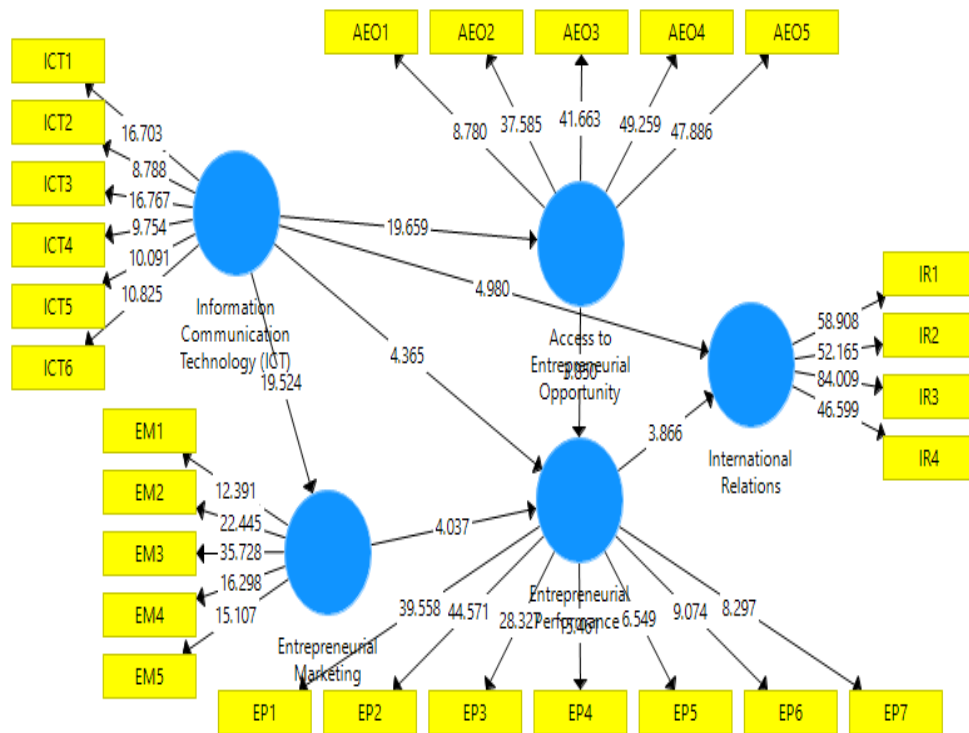 AEO1
AEO2
AEO3
AEO4
AEO5
ICT1
ICT2
ICT3
ICT4
ICT5
ICT6
16.703
8.788
16.767
9.754
10.091
10.825
8.780
37.585
41.663
49.259
47.886
19.659
4.980
4.365
19.524
Information
Communication
Technology (ICT)
Access to
Entrepreneurial
Opportunity
IR1
IR2
IR3
IR4
58.908
52.165
84.009
46.599
3.866
International
Relations
EM1
EM2
EM3
EM4
EM5
12.391
22.445
35.728
16.298
15.107
4.037
Entrepreneurial
Marketing
Entrepreneurial
Performance
39.558
44.571
28.327
6.549
9.074
8.297
EP1
EP2
EP3
EP4
EP5
EP6
EP7